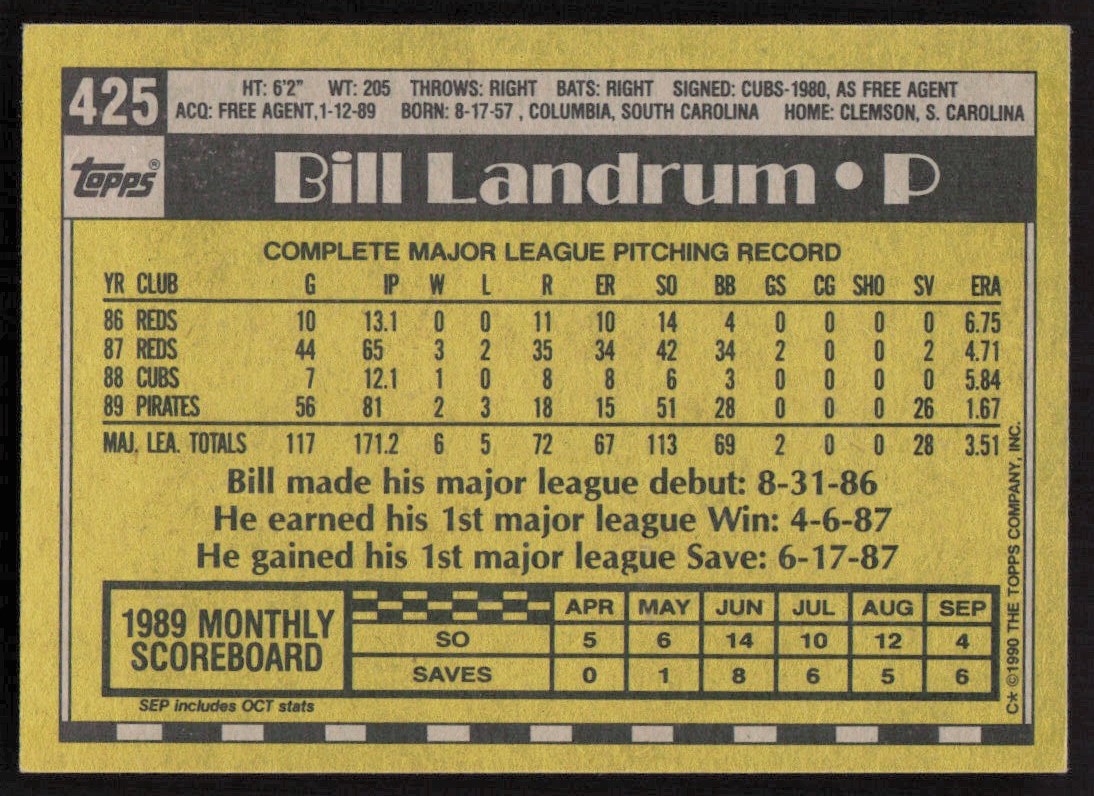 425
HT: 6'2" WT: 205 THROWS: RIGHT BATS: RIGHT SIGNED: CUBS-1980, AS FREE AGENT
ACQ: FREE AGENT,1-12-89 BORN: 8-17-57 , COLUMBIA, SOUTH CAROLINA HOME: CLEMSON, S. CAROLINA
TOPPS®
Bill Landrum • P
COMPLETE MAJOR LEAGUE PITCHING RECORD
YR CLUB G IP W L R ER SO BB GS CG SHO SV ERA
86 REDS 10 13.1 0 0 11 10 14 4 0 0 0 0 6.75
87 REDS 44 65 3 2 35 34 42 34 2 0 0 2 4.71
88 CUBS 7 12.1 1 0 8 8 6 3 0 0 0 0 5.84
89 PIRATES 56 81 2 3 18 15 51 28 0 0 0 26 1.67
MAJ. LEA. TOTALS 117 171.2 6 5 72 67 113 69 2 0 0 28 3.51
Bill made his major league debut: 8-31-86
He earned his 1st major league Win: 4-6-87
He gained his 1st major league Save: 6-17-87
1989 MONTHLY
SCOREBOARD
APR MAY JUN JUL AUG SEP
SO 5 6 14 10 12 4
SAVES 0 1 8 6 5 6
SEP includes OCT stats
C* ©1990 THE TOPPS COMPANY, INC.